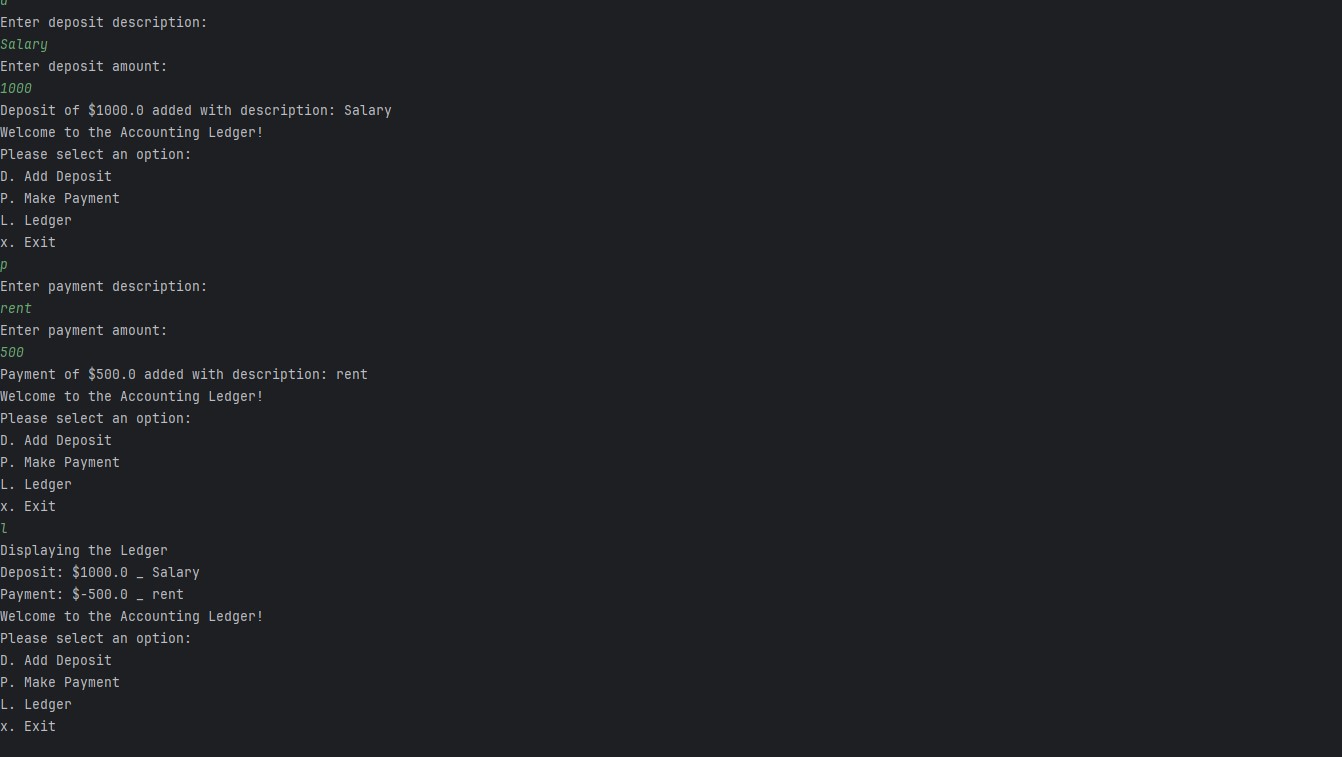 Enter deposit description:
Salary
Enter deposit amount:
1000
Deposit of $1000.0 added with description: Salary
Welcome to the Accounting Ledger!
Please select an option:
D. Add Deposit
P. Make Payment
L. Ledger
x. Exit
p
Enter payment description:
rent
Enter payment amount:
500
Payment of $500.0 added with description: rent
Welcome to the Accounting Ledger!
Please select an option:
D. Add Deposit
P. Make Payment
L. Ledger
x. Exit
l
Displaying the Ledger
Deposit: $1000.0 _ Salary
Payment: $-500.0 _ rent
Welcome to the Accounting Ledger!
Please select an option:
D. Add Deposit
P. Make Payment
L. Ledger
x. Exit